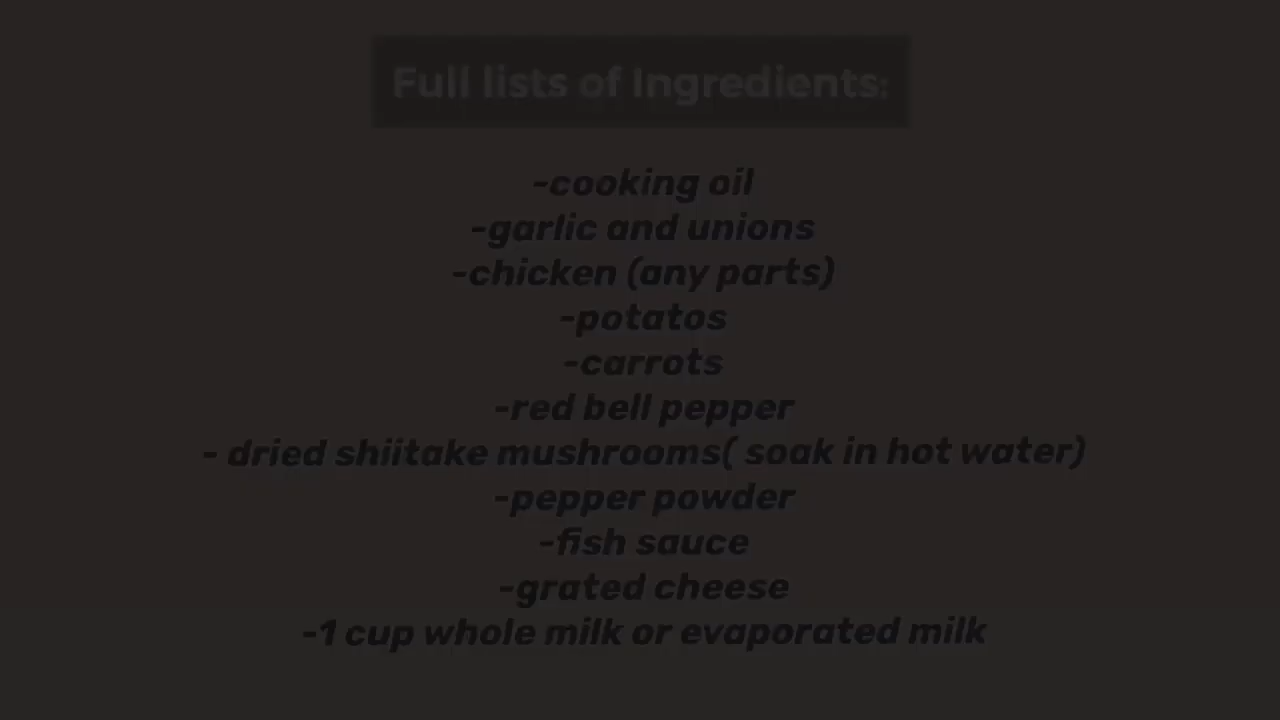 Full lists of Ingredients:
-cooking oil
-garlic and unions
-chicken (any parts)
-potatos
-carrots
-red bell pepper
- dried shiitake mushrooms( soak in hot water)
-pepper powder
-fish sauce
-grated cheese
-1 cup whole milk or evaporated milk